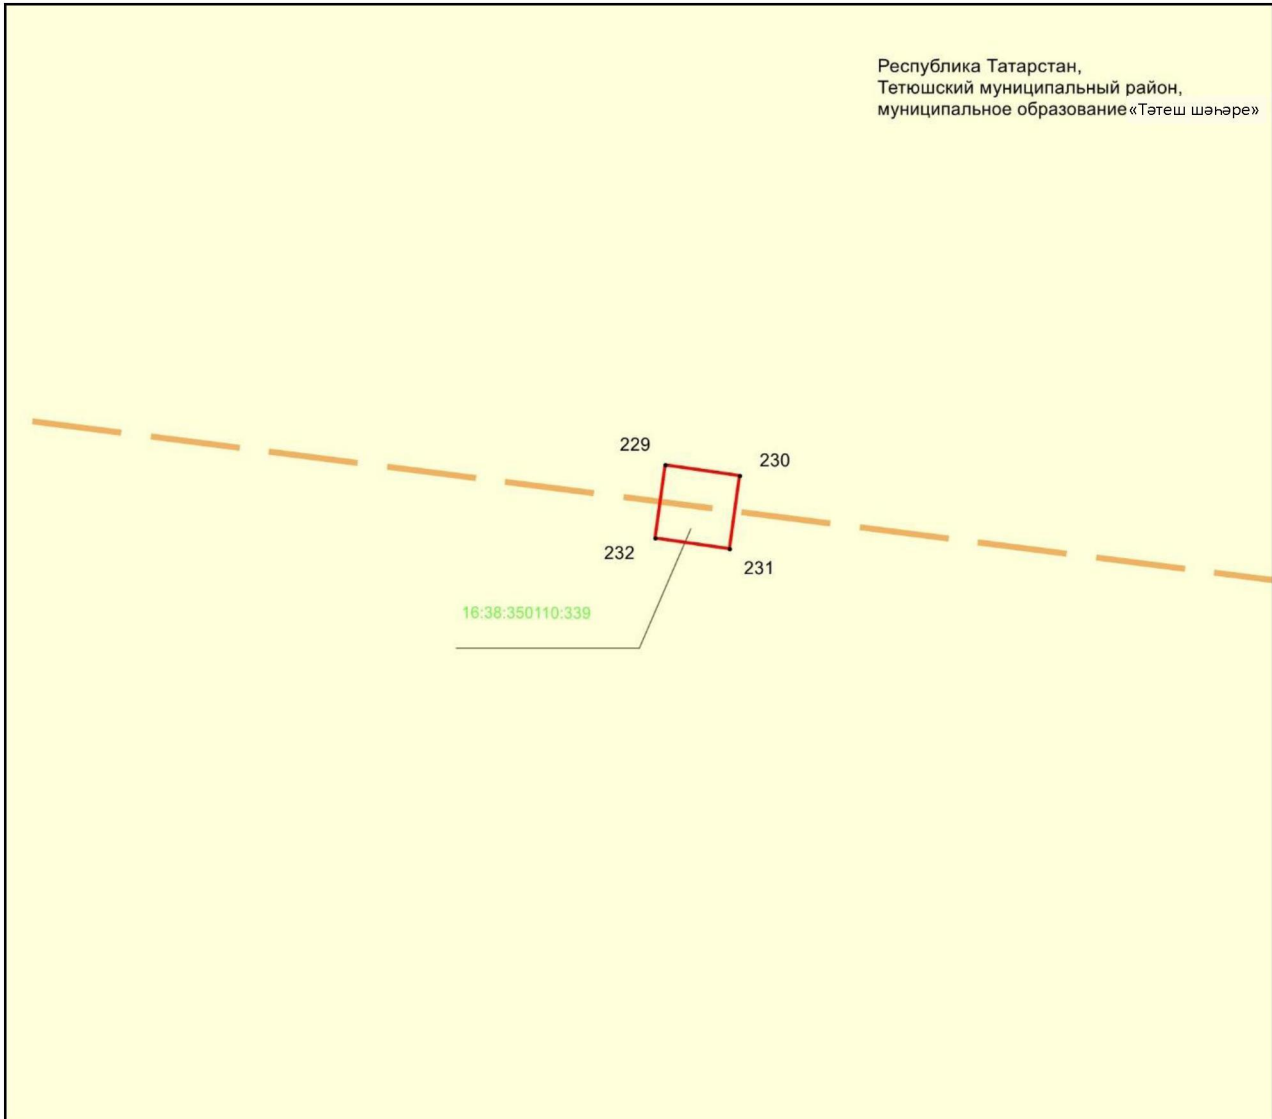 Республика Татарстан,
Тетюшский муниципальный район,
муниципальное образование «Тәтеш шәһәре»
229
230
232
231
16:38:350110:339